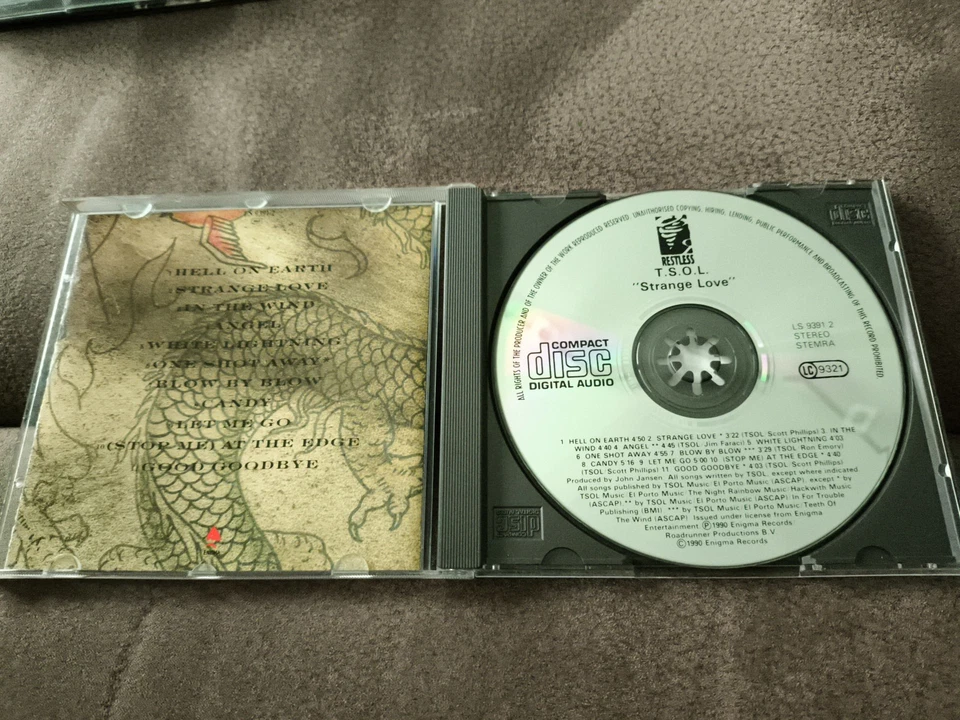 HELL ON EARTH
STRANGE LOVE
IN THE WIND
ANGEL
WHITE LIGHTNING
ONE SHOT AWAY
BLOW BY BLOW
CANDY
LET ME GO
10 (STOP ME) AT THE EDGE
GOOD GOODBYE
ALL RIGHTS OF THE PRODUCER AND OF THE OWNER OF THE WORK REPRODUCED RESERVED. UNAUTHORISED COPYING, HIRING, LENDING, PUBLIC PERFORMANCE AND BROADCASTING OF THIS RECORD PROHIBITED
RESTLESS
T.S.O.L.
"Strange Love"
COMPACT
disc
DIGITAL AUDIO
LS 9391 2
STEREO
STEMRA
LC 9321
1 HELL ON EARTH 4'50 2 STRANGE LOVE * 3'22 (TSOL Scott Phillips) 3. IN THE
WIND 4'40 4 ANGEL ** 4'45 (TSOL Jim Faraci) 5 WHITE LIGHTNING 4'03
6 ONE SHOT AWAY 4'55 7 BLOW BY BLOW *** 3'29 (TSOL Ron Emory)
8 CANDY 5'16 9 LET ME GO 5'00 10. (STOP ME) AT THE EDGE * 4'40
(TSOL Scott Phillips) 11 GOOD GOODBYE * 4'03 (TSOL Scott Phillips)
Produced by John Jansen. All songs written by TSOL, except where indicated
All songs published by TSOL Music/El Porto Music (ASCAP), except * by
TSOL Music/El Porto Music/The Night Rainbow Music/Hackwith Music
(ASCAP) ** by TSOL Music/El Porto Music (ASCAP)/In For Trouble
Publishing (BMI) *** by TSOL Music/El Porto Music/Teeth Of
The Wind (ASCAP) Issued under license from Enigma
Entertainment ℗1990 Enigma Records/
Roadrunner Productions B.V
©1990 Enigma Records